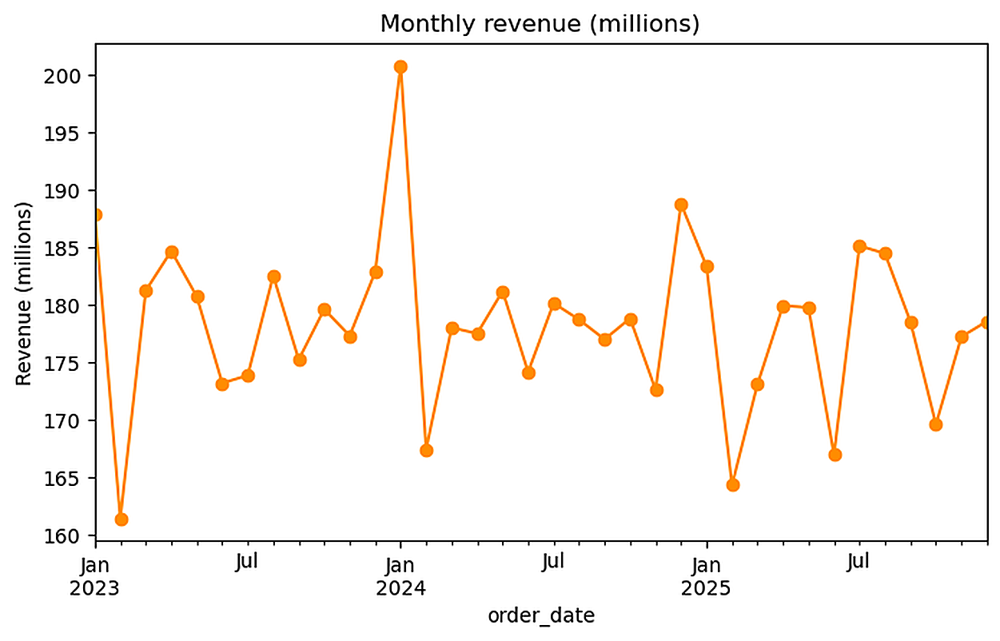 Monthly revenue (millions)
Revenue (millions)
200
195
190
185
180
175
170
165
160
Jan
2023
Jul
Jan
2024
Jul
Jan
2025
Jul
order_date